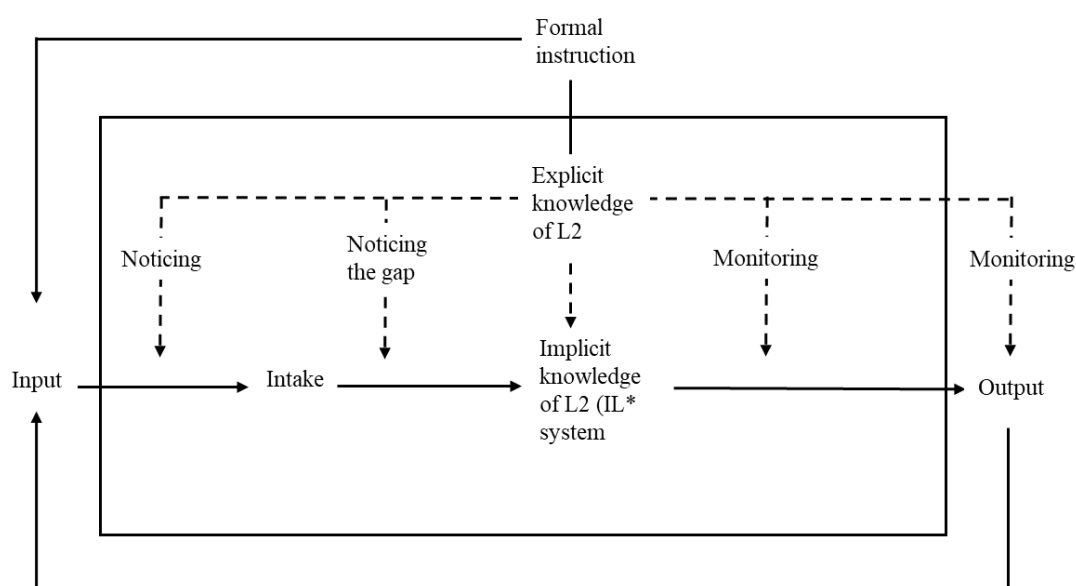 Formal
instruction
Explicit
knowledge
of L2
Noticing
Noticing
the gap
Monitoring
Monitoring
Input
Intake
Implicit
knowledge
of L2 (IL*
system
Output